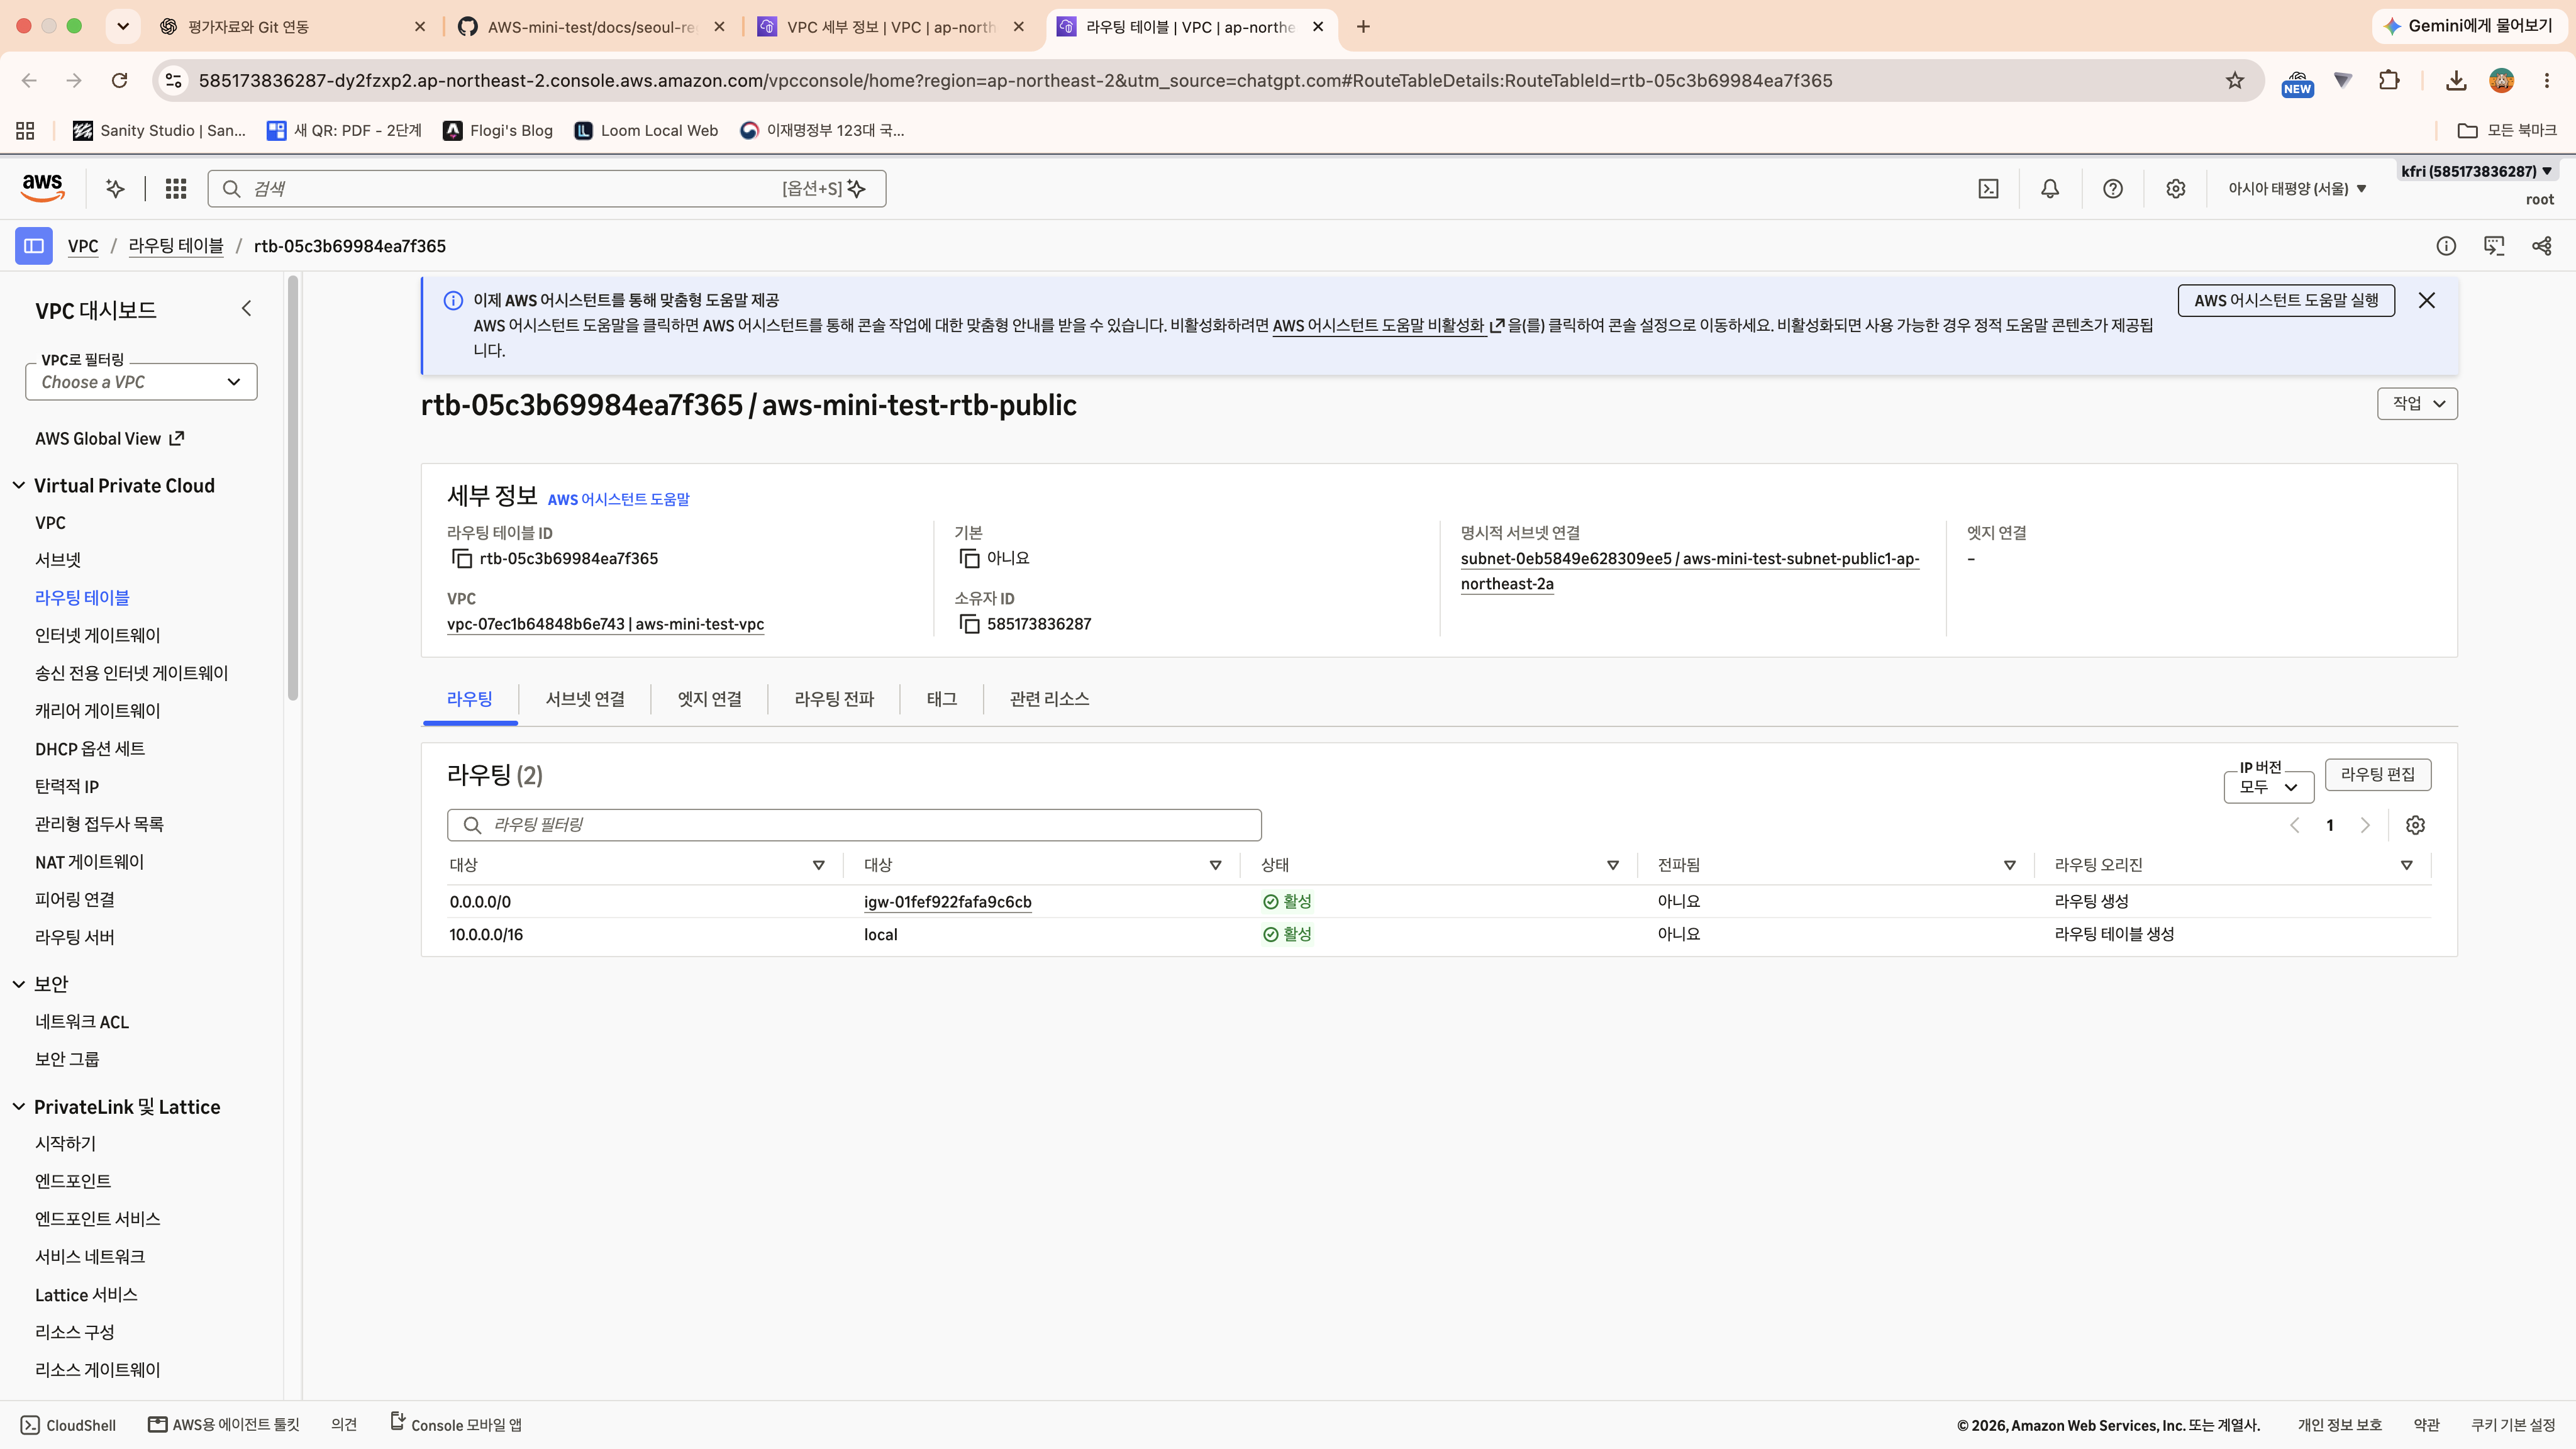 평가자료와 Git 연동
AWS-mini-test/docs/seoul-re
VPC 세부 정보 | VPC | ap-north
라우팅 테이블 | VPC | ap-northe
Gemini에게 물어보기
585173836287-dy2fzxp2.ap-northeast-2.console.aws.amazon.com/vpcconsole/home?region=ap-northeast-2&utm_source=chatgpt.com#RouteTableDetails:RouteTableId=rtb-05c3b69984ea7f365
NEW
Sanity Studio | San...
새 QR: PDF - 2단계
Flogi's Blog
Loom Local Web
이재명정부 123대 국...
모든 북마크
aws
검색
[옵션+S]
아시아 태평양 (서울)
kfri (585173836287)
root
VPC / 라우팅 테이블 / rtb-05c3b69984ea7f365
VPC 대시보드
VPC로 필터링
Choose a VPC
AWS Global View
Virtual Private Cloud
VPC
서브넷
라우팅 테이블
인터넷 게이트웨이
송신 전용 인터넷 게이트웨이
캐리어 게이트웨이
DHCP 옵션 세트
탄력적 IP
관리형 접두사 목록
NAT 게이트웨이
피어링 연결
라우팅 서버
보안
네트워크 ACL
보안 그룹
PrivateLink 및 Lattice
시작하기
엔드포인트
엔드포인트 서비스
서비스 네트워크
Lattice 서비스
리소스 구성
리소스 게이트웨이
이제 AWS 어시스턴트를 통해 맞춤형 도움말 제공
AWS 어시스턴트 도움말을 클릭하면 AWS 어시스턴트를 통해 콘솔 작업에 대한 맞춤형 안내를 받을 수 있습니다. 비활성화하려면 AWS 어시스턴트 도움말 비활성화 을(를) 클릭하여 콘솔 설정으로 이동하세요. 비활성화되면 사용 가능한 경우 정적 도움말 콘텐츠가 제공됩
니다.
AWS 어시스턴트 도움말 실행
rtb-05c3b69984ea7f365 / aws-mini-test-rtb-public
작업
세부 정보
AWS 어시스턴트 도움말
라우팅 테이블 ID
rtb-05c3b69984ea7f365
VPC
vpc-07ec1b64848b6e743 | aws-mini-test-vpc
기본
아니요
소유자 ID
585173836287
명시적 서브넷 연결
subnet-0eb5849e628309ee5 / aws-mini-test-subnet-public1-ap-
northeast-2a
엣지 연결
–
라우팅
서브넷 연결
엣지 연결
라우팅 전파
태그
관련 리소스
라우팅 (2)
IP 버전
모두
라우팅 편집
라우팅 필터링
1
대상 대상 상태 전파됨 라우팅 오리진
0.0.0.0/0 igw-01fef922fafa9c6cb 활성 아니요 라우팅 생성
10.0.0.0/16 local 활성 아니요 라우팅 테이블 생성
CloudShell
AWS용 에이전트 툴킷
의견
Console 모바일 앱
© 2026, Amazon Web Services, Inc. 또는 계열사.
개인 정보 보호
약관
쿠키 기본 설정